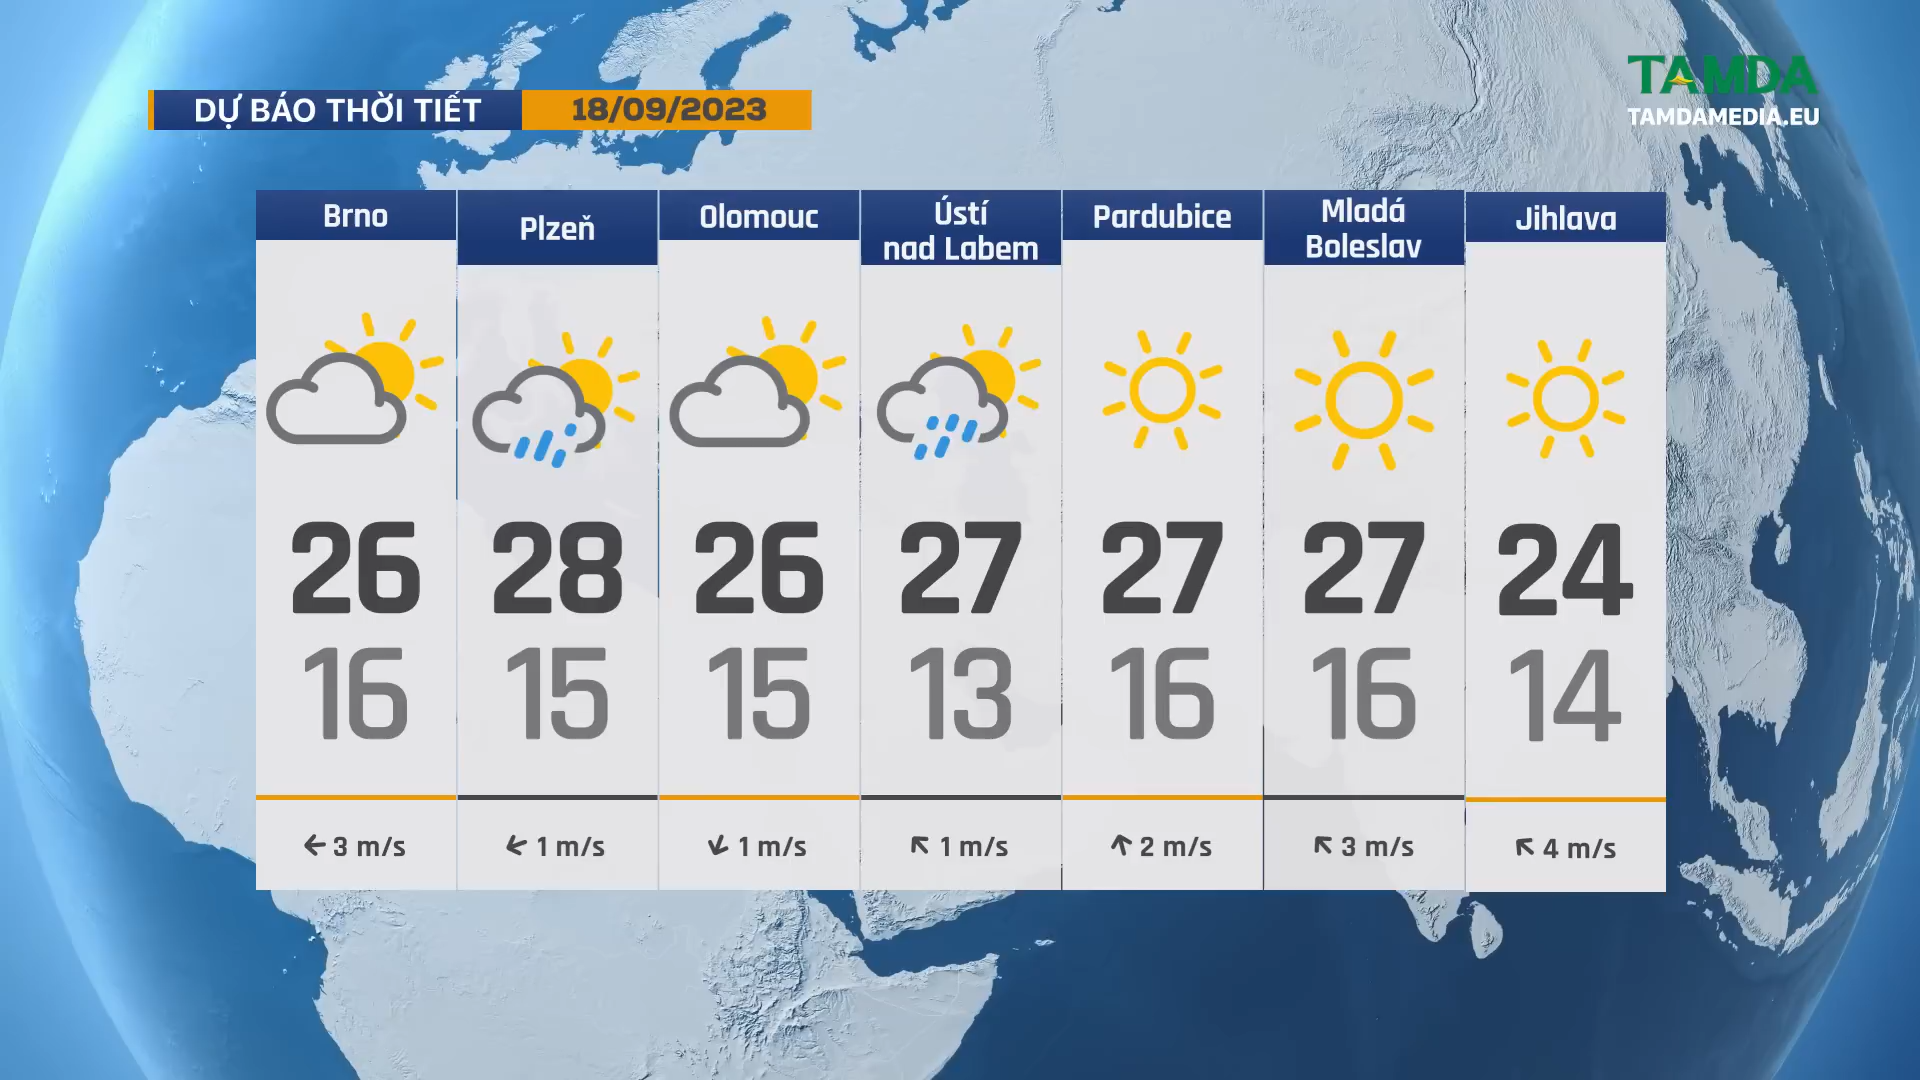 TAMDA
TAMDAMEDIA.EU
DỰ BÁO THỜI TIẾT 18/09/2023
Brno
Plzeň
Olomouc
Ústí
nad Labem
Pardubice
Mladá
Boleslav
Jihlava
26 28 26 27 27 27 24
16 15 15 13 16 16 14
3 m/s 1 m/s 1 m/s 1 m/s 2 m/s 3 m/s 4 m/s